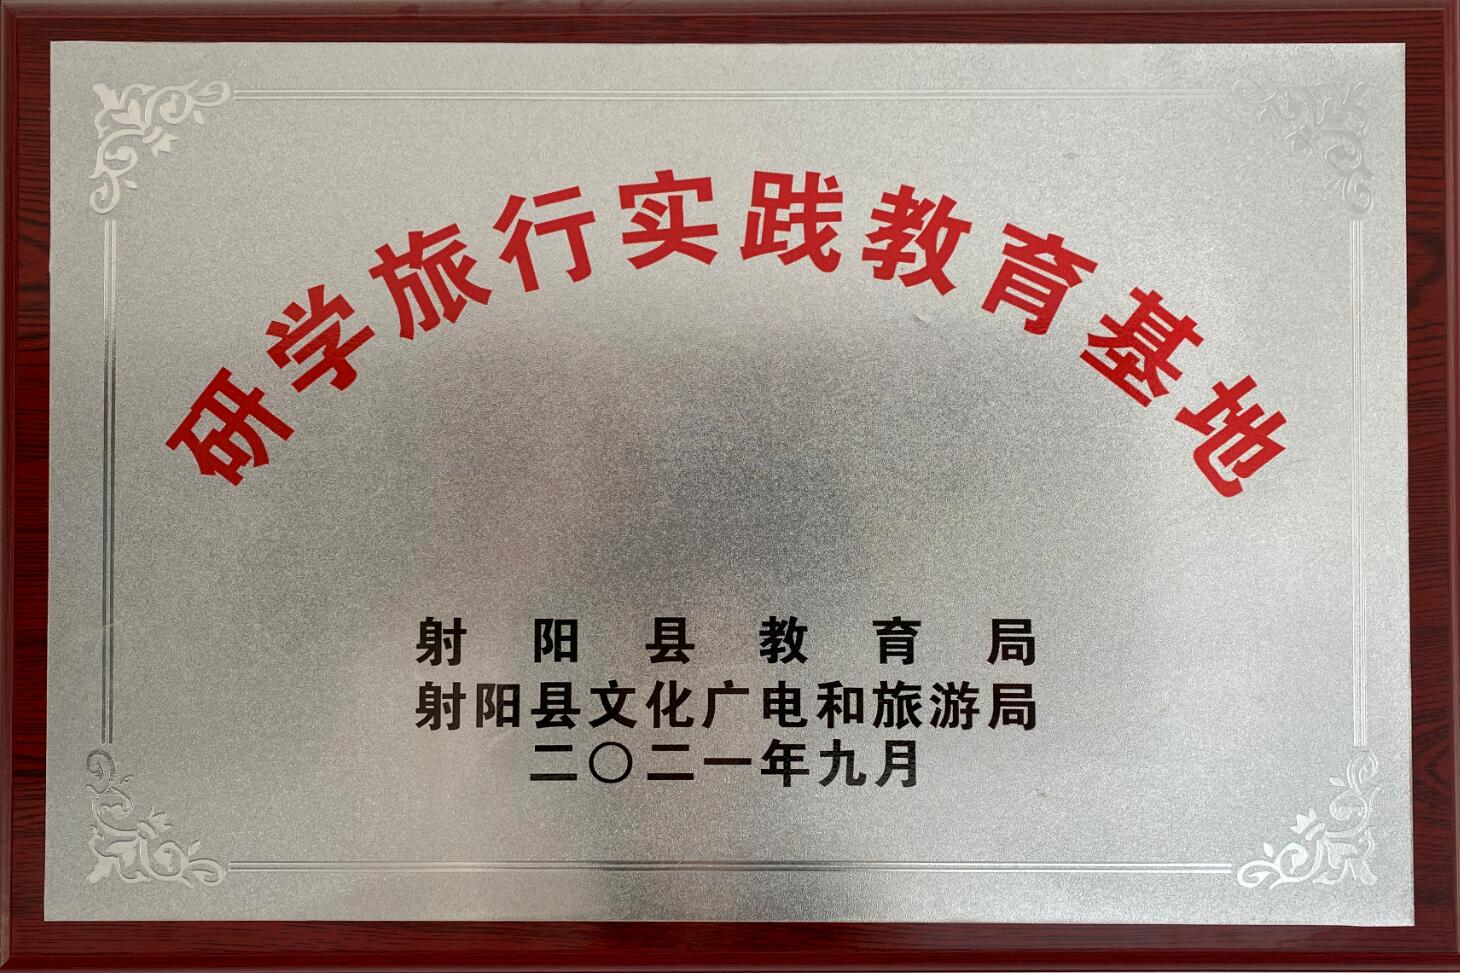 研学旅行实践教育基地
射阳县教育局
射阳县文化广电和旅游局
二〇二一年九月